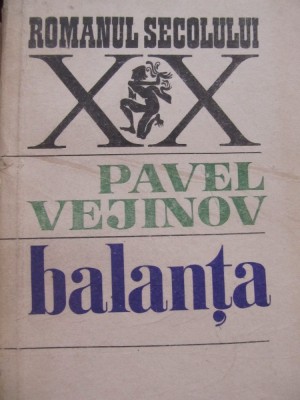 ROMANUL SECOLULUI
XX
PAVEL
VEJINOV
balanța